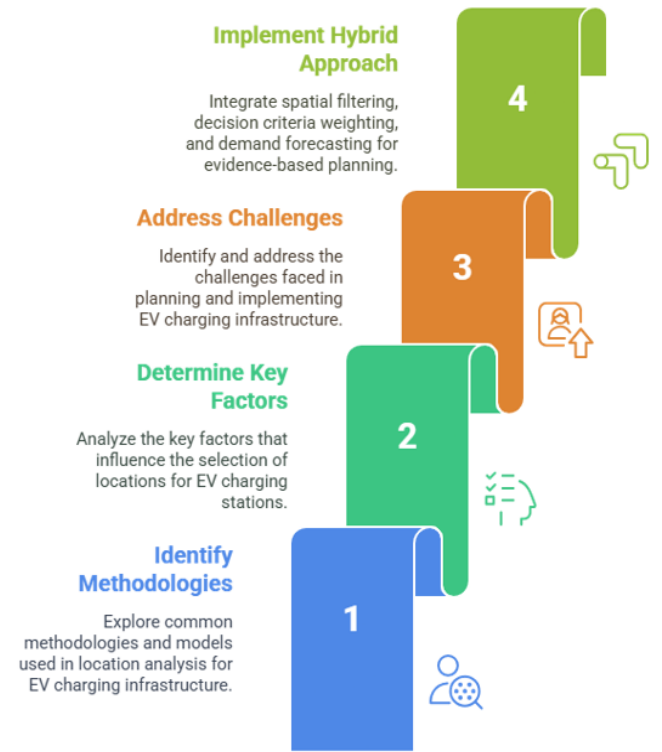 Implement Hybrid
Approach
Integrate spatial filtering,
decision criteria weighting,
and demand forecasting for
evidence-based planning.
4
Address Challenges
Identify and address the
challenges faced in
planning and implementing
EV charging infrastructure.
3
Determine Key
Factors
Analyze the key factors that
influence the selection of
locations for EV charging
stations.
2
Identify
Methodologies
Explore common
methodologies and models
used in location analysis for
EV charging infrastructure.
1